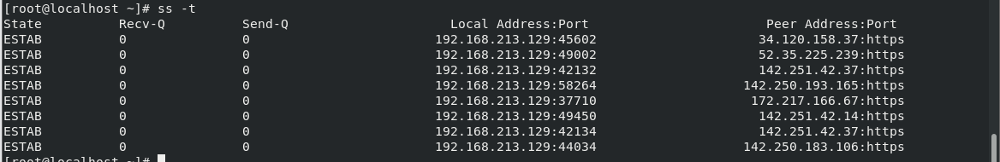 [root@localhost ~]# ss -t
State Recv-Q Send-Q Local Address:Port Peer Address:Port
ESTAB 0 0 192.168.213.129:45602 34.120.158.37:https
ESTAB 0 0 192.168.213.129:49002 52.35.225.239:https
ESTAB 0 0 192.168.213.129:42132 142.251.42.37:https
ESTAB 0 0 192.168.213.129:58264 142.250.193.165:https
ESTAB 0 0 192.168.213.129:37710 172.217.166.67:https
ESTAB 0 0 192.168.213.129:49450 142.251.42.14:https
ESTAB 0 0 192.168.213.129:42134 142.251.42.37:https
ESTAB 0 0 192.168.213.129:44034 142.250.183.106:https
[root@localhost ~]#